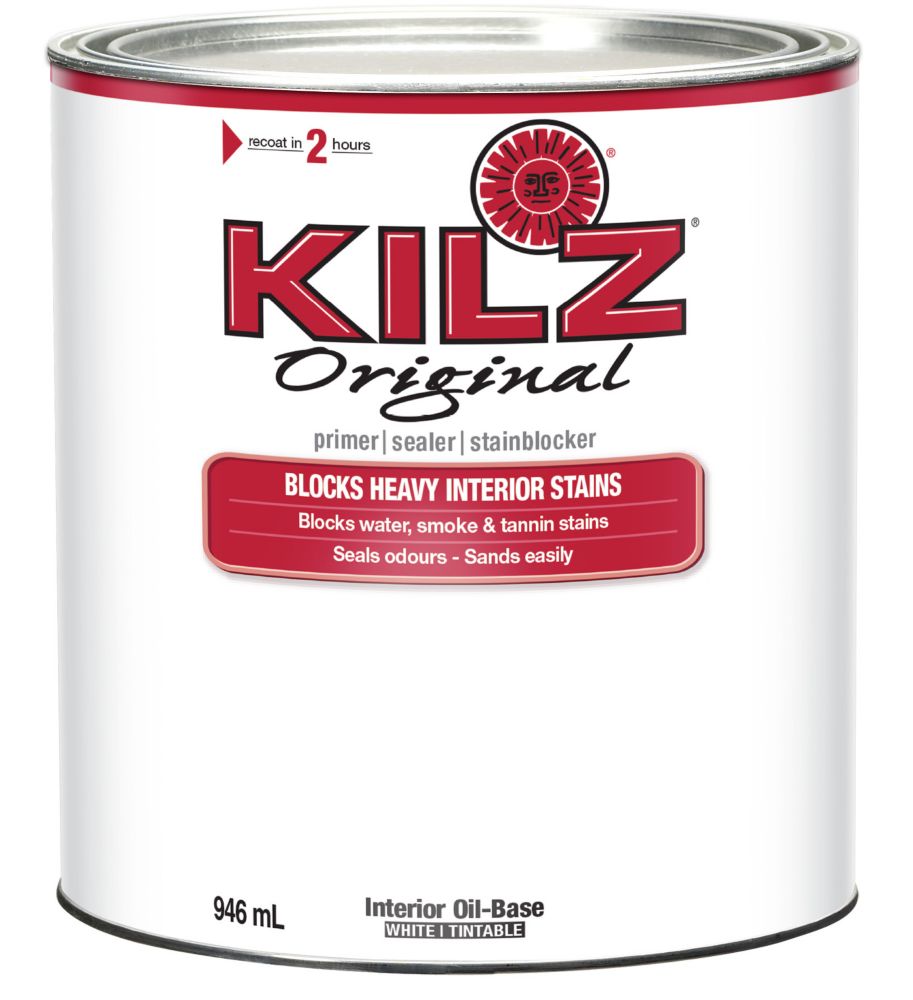 recoat in 2 hours
®
KILZ®
Original
primer | sealer | stainblocker
BLOCKS HEAVY INTERIOR STAINS
Blocks water, smoke & tannin stains
Seals odours - Sands easily
946 mL
Interior Oil-Base
WHITE | TINTABLE